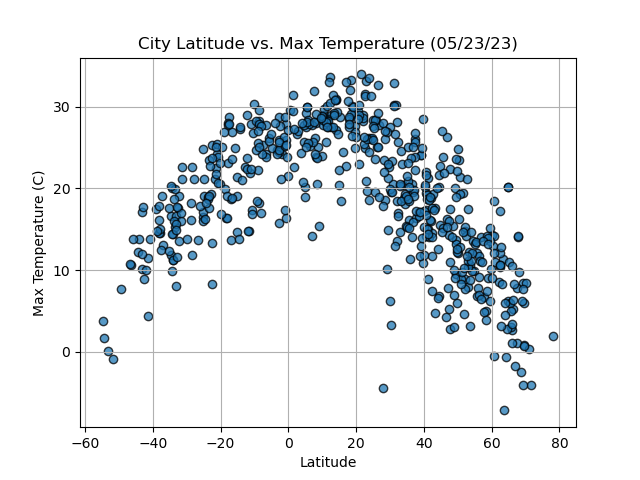 City Latitude vs. Max Temperature (05/23/23)
30
20
10
0
Max Temperature (C)
−60 −40 −20 0 20 40 60 80
Latitude